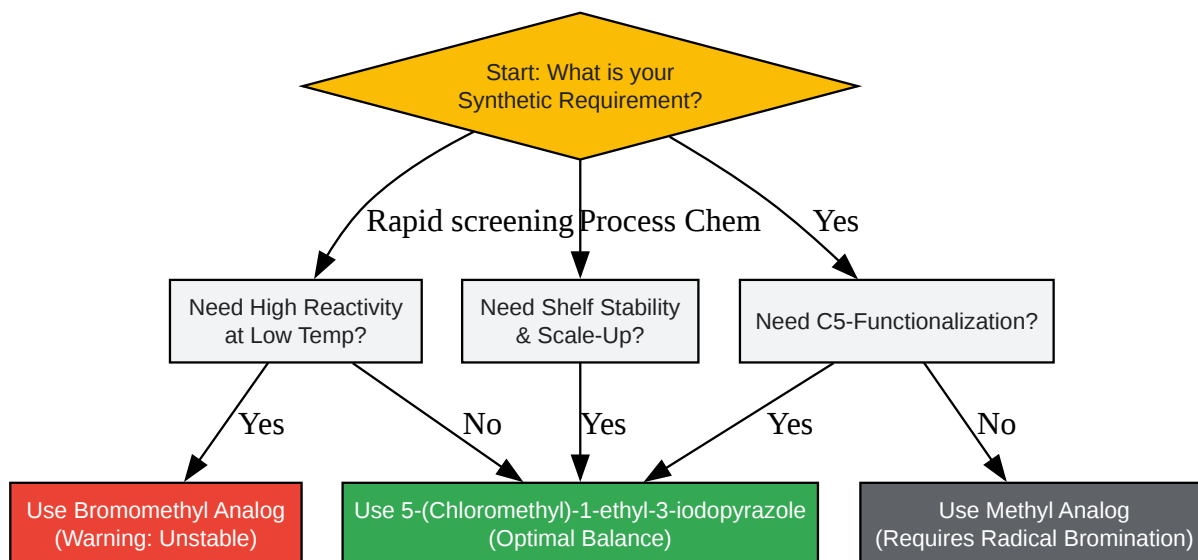 Start: What is your
Synthetic Requirement?
Rapid screening
Process Chem
Yes
Need High Reactivity
at Low Temp?
Need Shelf Stability
& Scale-Up?
Need C5-Functionalization?
Yes
No
Yes
Yes
No
Use Bromomethyl Analog
(Warning: Unstable)
Use 5-(Chloromethyl)-1-ethyl-3-iodopyrazole
(Optimal Balance)
Use Methyl Analog
(Requires Radical Bromination)